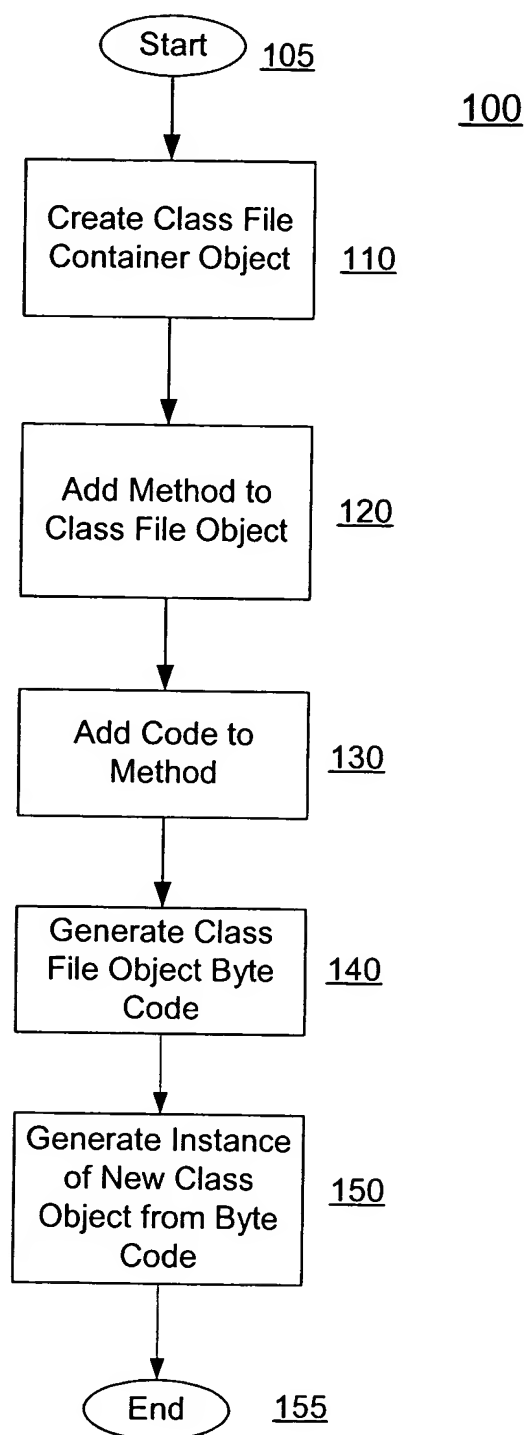 Start
105
100
Create Class File
Container Object
110
Add Method to
Class File Object
120
Add Code to
Method
130
Generate Class
File Object Byte
Code
140
Generate Instance
of New Class
Object from Byte
Code
150
End
155